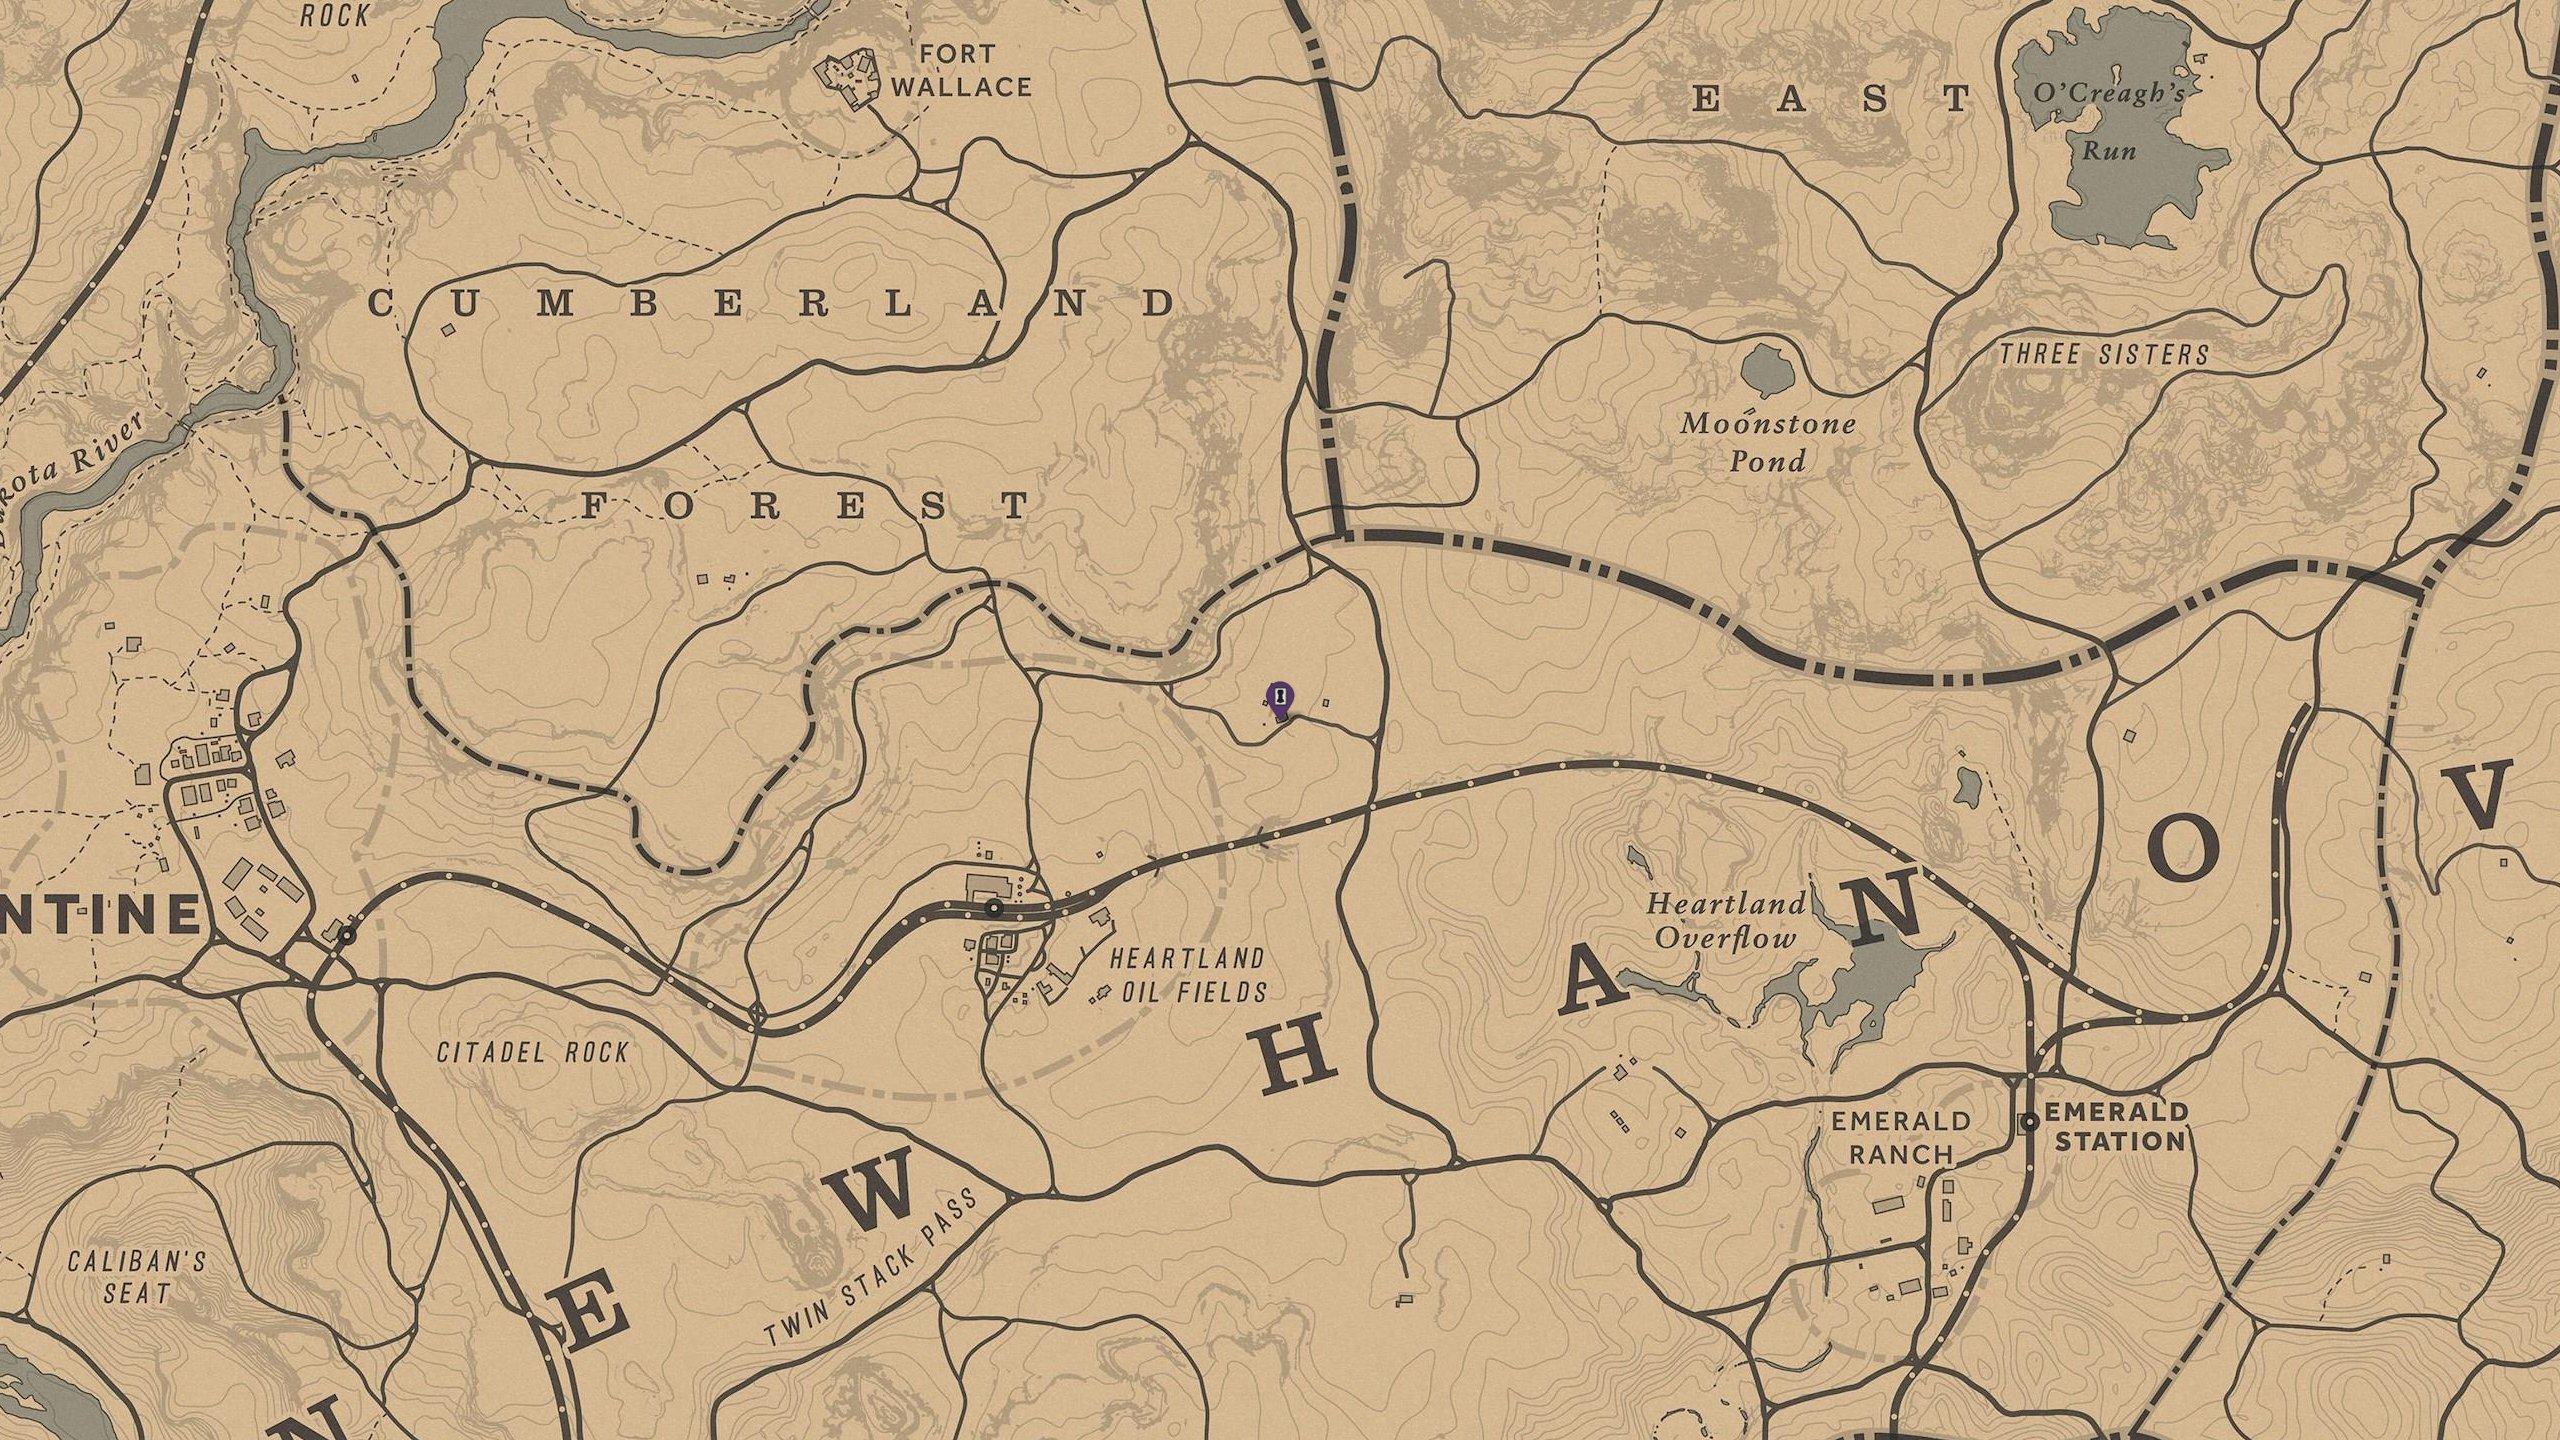 ROCK
FORT
WALLACE
EAST
O'Creagh's
Run
CUMBERLAND
THREE SISTERS
Moonstone
Pond
kota River
FOREST
V
O
NTINE
Heartland
Overflow
N
HEARTLAND
OIL FIELDS
A
H
CITADEL ROCK
EMERALD
RANCH
EMERALD
STATION
W
TWIN STACK PASS
CALIBAN'S
SEAT
E
N